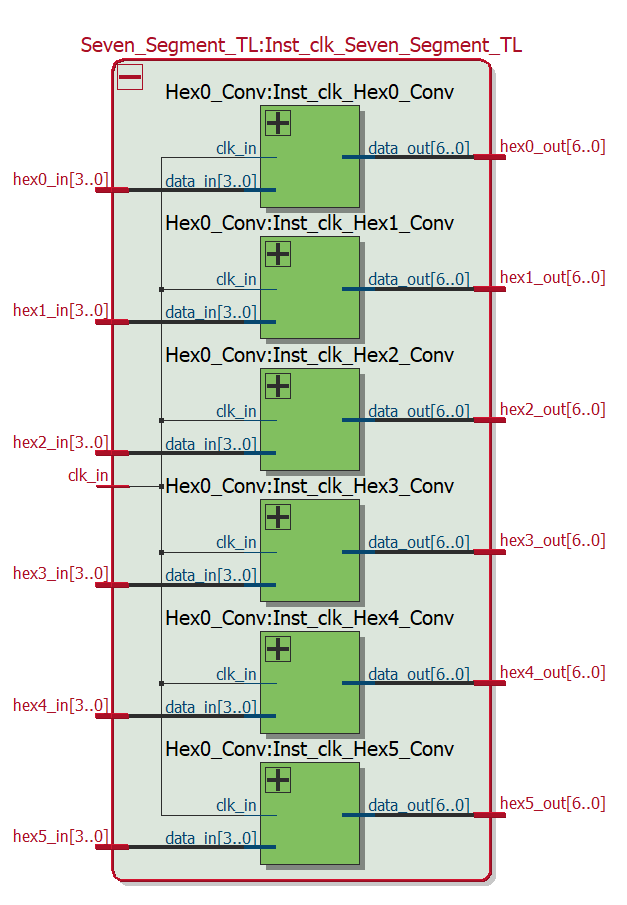 Seven_Segment_TL:Inst_clk_Seven_Segment_TL
Hex0_Conv:Inst_clk_Hex0_Conv
clk_in
data_out[6..0]
hex0_out[6..0]
hex0_in[3..0]
data_in[3..0]
Hex0_Conv:Inst_clk_Hex1_Conv
clk_in
data_out[6..0]
hex1_out[6..0]
hex1_in[3..0]
data_in[3..0]
Hex0_Conv:Inst_clk_Hex2_Conv
clk_in
data_out[6..0]
hex2_out[6..0]
hex2_in[3..0]
data_in[3..0]
clk_in
Hex0_Conv:Inst_clk_Hex3_Conv
clk_in
data_out[6..0]
hex3_out[6..0]
hex3_in[3..0]
data_in[3..0]
Hex0_Conv:Inst_clk_Hex4_Conv
clk_in
data_out[6..0]
hex4_out[6..0]
hex4_in[3..0]
data_in[3..0]
Hex0_Conv:Inst_clk_Hex5_Conv
clk_in
data_out[6..0]
hex5_out[6..0]
hex5_in[3..0]
data_in[3..0]